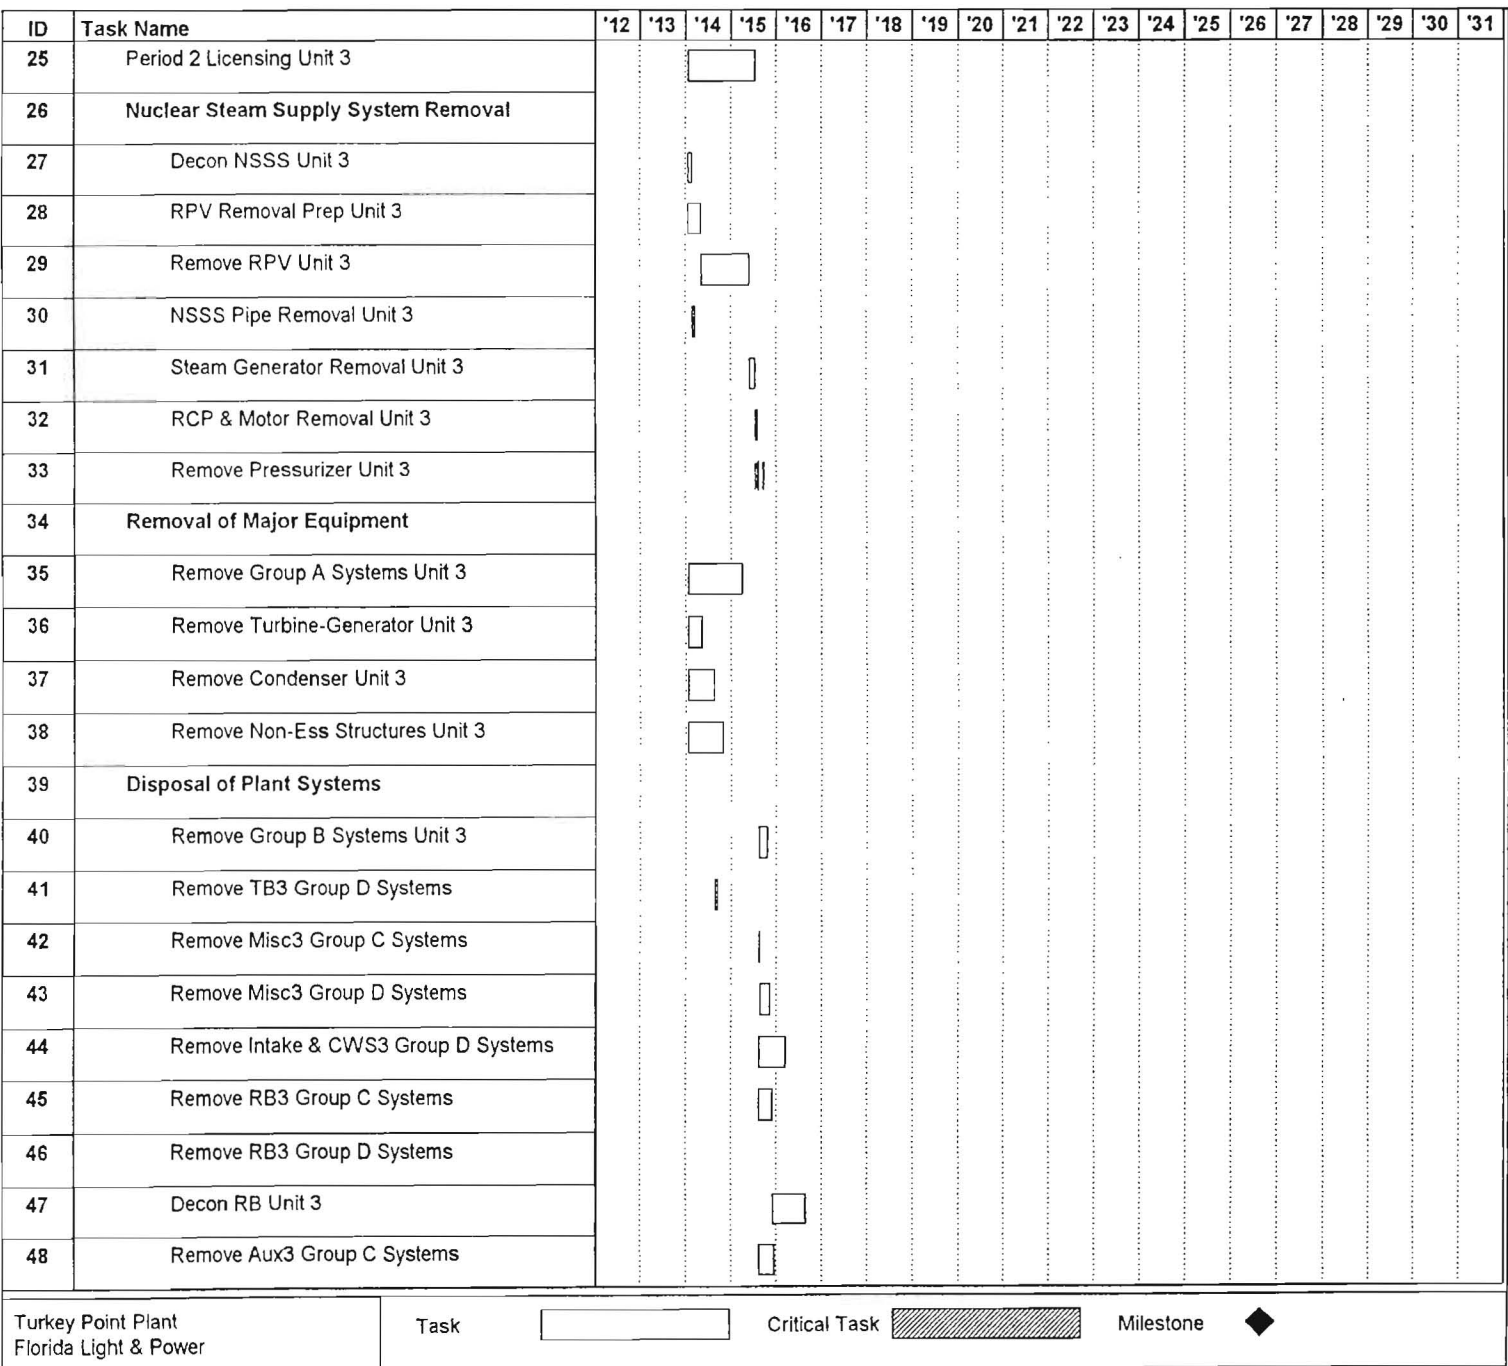 ID Task Name '12 '13 '14 '15 '16 '17 '18 '19 '20 '21 '22 '23 '24 '25 '26 '27 '28 '29 '30 '31
25 Period 2 Licensing Unit 3
26 Nuclear Steam Supply System Removal
27 Decon NSSS Unit 3
28 RPV Removal Prep Unit 3
29 Remove RPV Unit 3
30 NSSS Pipe Removal Unit 3
31 Steam Generator Removal Unit 3
32 RCP & Motor Removal Unit 3
33 Remove Pressurizer Unit 3
34 Removal of Major Equipment
35 Remove Group A Systems Unit 3
36 Remove Turbine-Generator Unit 3
37 Remove Condenser Unit 3
38 Remove Non-Ess Structures Unit 3
39 Disposal of Plant Systems
40 Remove Group B Systems Unit 3
41 Remove TB3 Group D Systems
42 Remove Misc3 Group C Systems
43 Remove Misc3 Group D Systems
44 Remove Intake & CWS3 Group D Systems
45 Remove RB3 Group C Systems
46 Remove RB3 Group D Systems
47 Decon RB Unit 3
48 Remove Aux3 Group C Systems
Turkey Point Plant
Florida Light & Power
Task Critical Task Milestone